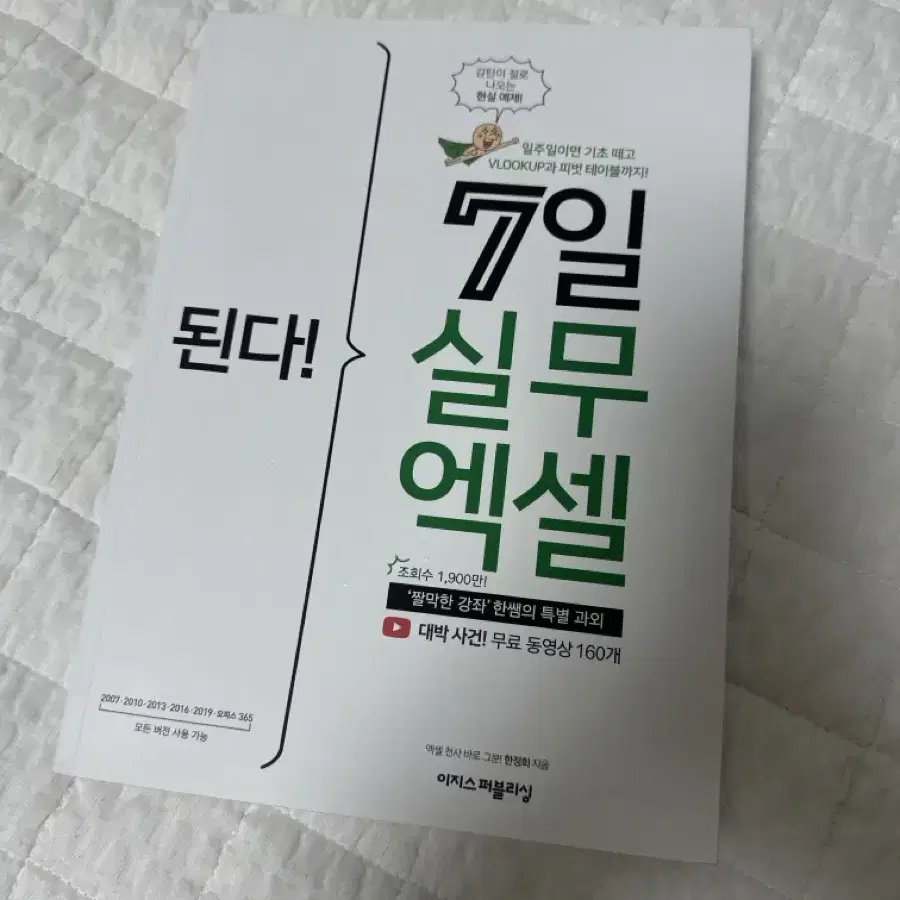 감탄이 절로
나오는
현실 예제!
일주일이면 기초 떼고
VLOOKUP과 피벗 테이블까지!
된다!
7일
실무
엑셀
조회수 1,900만!
'짤막한 강좌' 한쌤의 특별 과외
대박 사건! 무료 동영상 160개
2007·2010·2013·2016·2019·오피스 365
모든 버전 사용 가능
엑셀 천사 바로 그분! 한정희 지음
이지스퍼블리싱